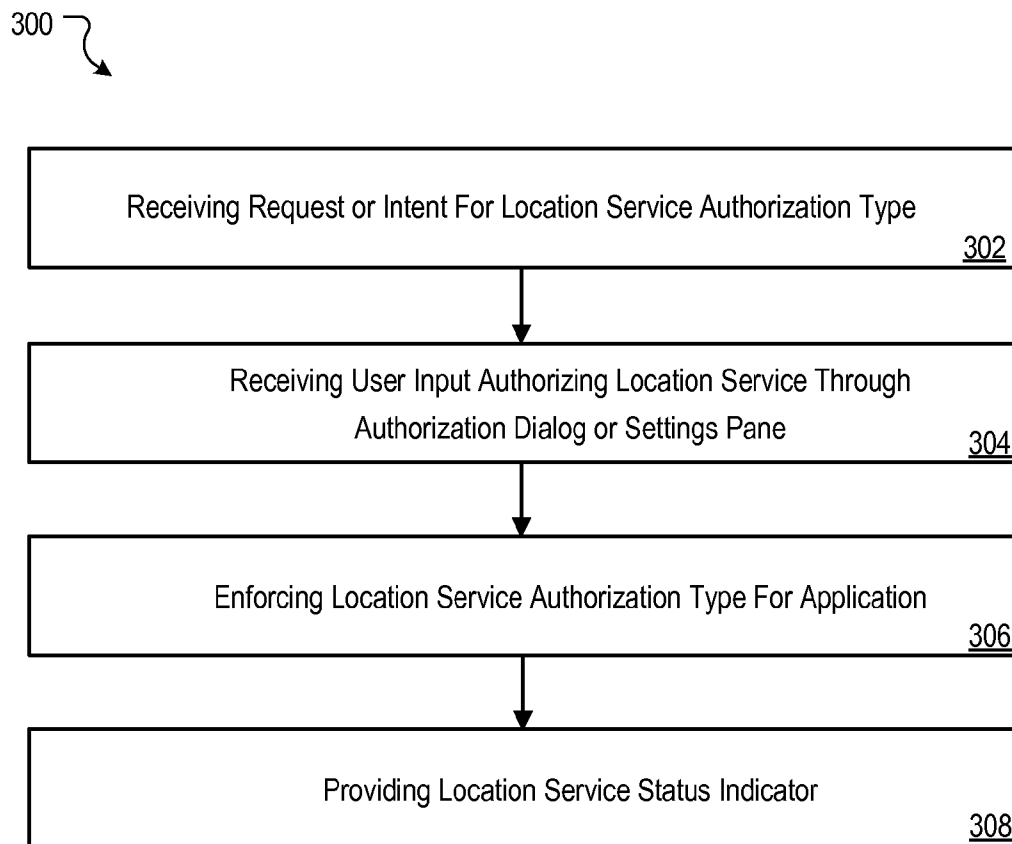 300
Receiving Request or Intent For Location Service Authorization Type
302
Receiving User Input Authorizing Location Service Through
Authorization Dialog or Settings Pane
304
Enforcing Location Service Authorization Type For Application
306
Providing Location Service Status Indicator
308